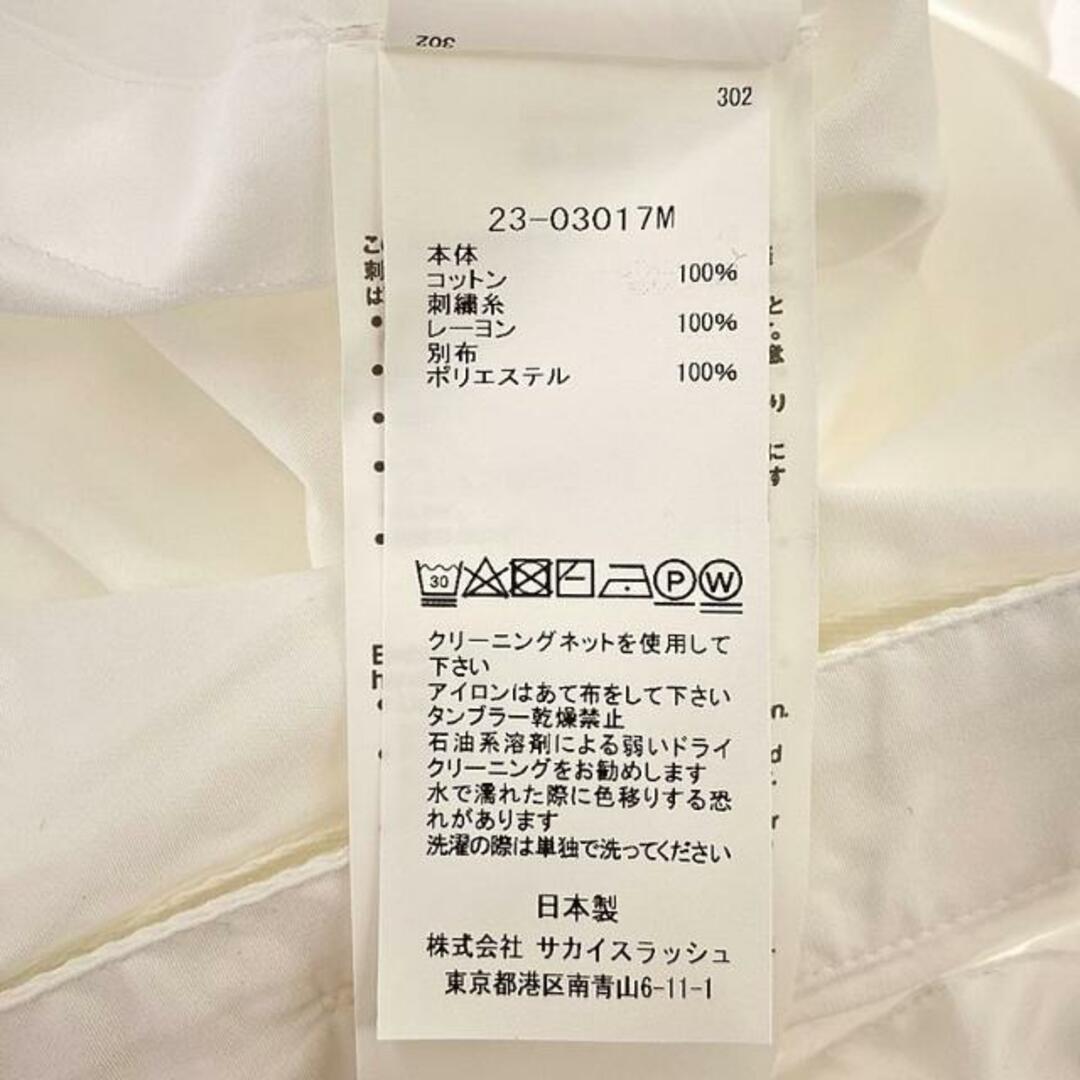 302
302
23-03017M
本体
コットン 100%
刺繍糸
レーヨン 100%
別布
ポリエステル 100%
30
P
W
クリーニングネットを使用して
下さい
アイロンはあて布をして下さい
タンブラー乾燥禁止
石油系溶剤による弱いドライ
クリーニングをお勧めします
水で濡れた際に色移りする恐
れがあります
洗濯の際は単独で洗ってください
日本製
株式会社 サカイスラッシュ
東京都港区南青山6-11-1